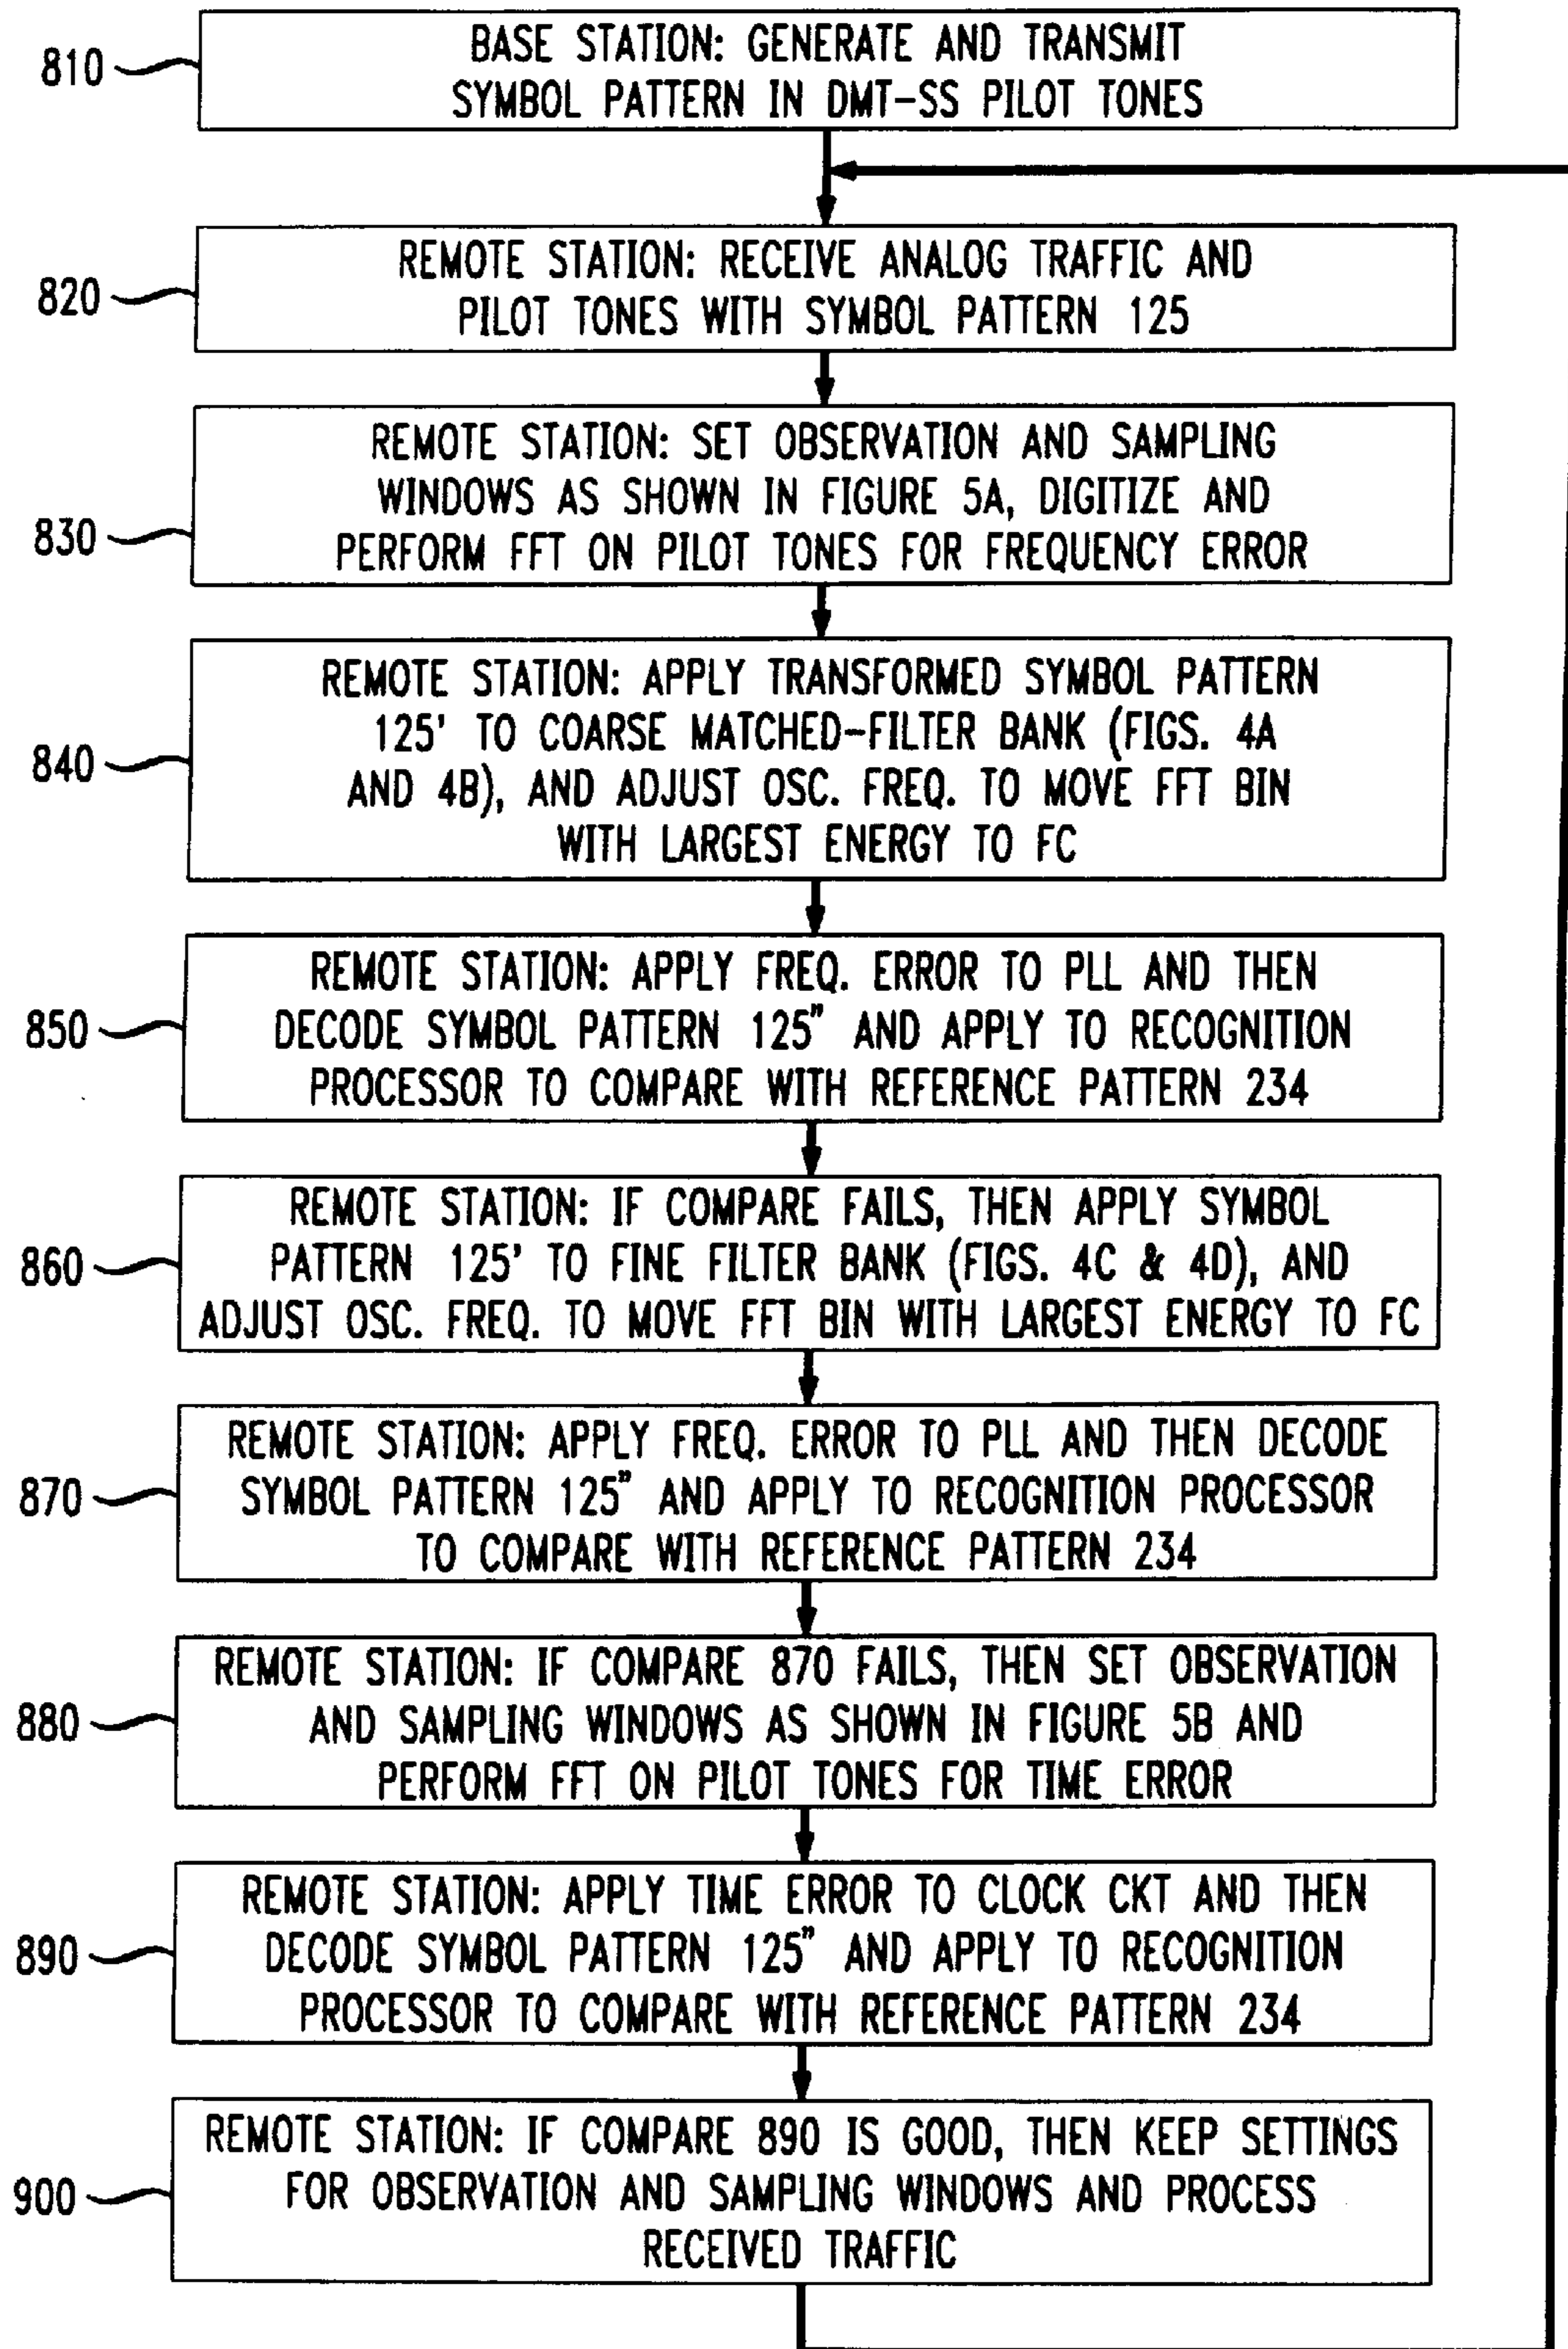 810
BASE STATION: GENERATE AND TRANSMIT
SYMBOL PATTERN IN DMT-SS PILOT TONES
820
REMOTE STATION: RECEIVE ANALOG TRAFFIC AND
PILOT TONES WITH SYMBOL PATTERN 125
830
REMOTE STATION: SET OBSERVATION AND SAMPLING
WINDOWS AS SHOWN IN FIGURE 5A, DIGITIZE AND
PERFORM FFT ON PILOT TONES FOR FREQUENCY ERROR
840
REMOTE STATION: APPLY TRANSFORMED SYMBOL PATTERN
125' TO COARSE MATCHED-FILTER BANK (FIGS. 4A
AND 4B), AND ADJUST OSC. FREQ. TO MOVE FFT BIN
WITH LARGEST ENERGY TO FC
850
REMOTE STATION: APPLY FREQ. ERROR TO PLL AND THEN
DECODE SYMBOL PATTERN 125" AND APPLY TO RECOGNITION
PROCESSOR TO COMPARE WITH REFERENCE PATTERN 234
860
REMOTE STATION: IF COMPARE FAILS, THEN APPLY SYMBOL
PATTERN 125' TO FINE FILTER BANK (FIGS. 4C & 4D), AND
ADJUST OSC. FREQ. TO MOVE FFT BIN WITH LARGEST ENERGY TO FC
870
REMOTE STATION: APPLY FREQ. ERROR TO PLL AND THEN DECODE
SYMBOL PATTERN 125" AND APPLY TO RECOGNITION PROCESSOR
TO COMPARE WITH REFERENCE PATTERN 234
880
REMOTE STATION: IF COMPARE 870 FAILS, THEN SET OBSERVATION
AND SAMPLING WINDOWS AS SHOWN IN FIGURE 5B AND
PERFORM FFT ON PILOT TONES FOR TIME ERROR
890
REMOTE STATION: APPLY TIME ERROR TO CLOCK CKT AND THEN
DECODE SYMBOL PATTERN 125" AND APPLY TO RECOGNITION
PROCESSOR TO COMPARE WITH REFERENCE PATTERN 234
900
REMOTE STATION: IF COMPARE 890 IS GOOD, THEN KEEP SETTINGS
FOR OBSERVATION AND SAMPLING WINDOWS AND PROCESS
RECEIVED TRAFFIC